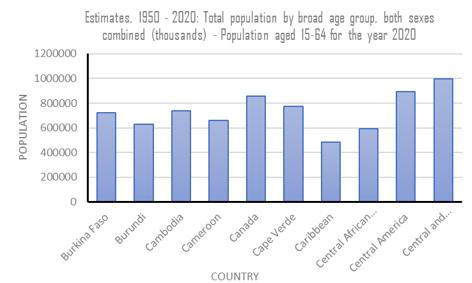 Estimates, 1950 - 2020: Total population by broad age group, both sexes
combined (thousands) - Population aged 15-64 for the year 2020
1200000
1000000
800000
600000
400000
200000
0
POPULATION
Burkina Faso
Burundi
Cambodia
Cameroon
Canada
Cape Verde
Caribbean
Central African...
Central America
Central and...
COUNTRY